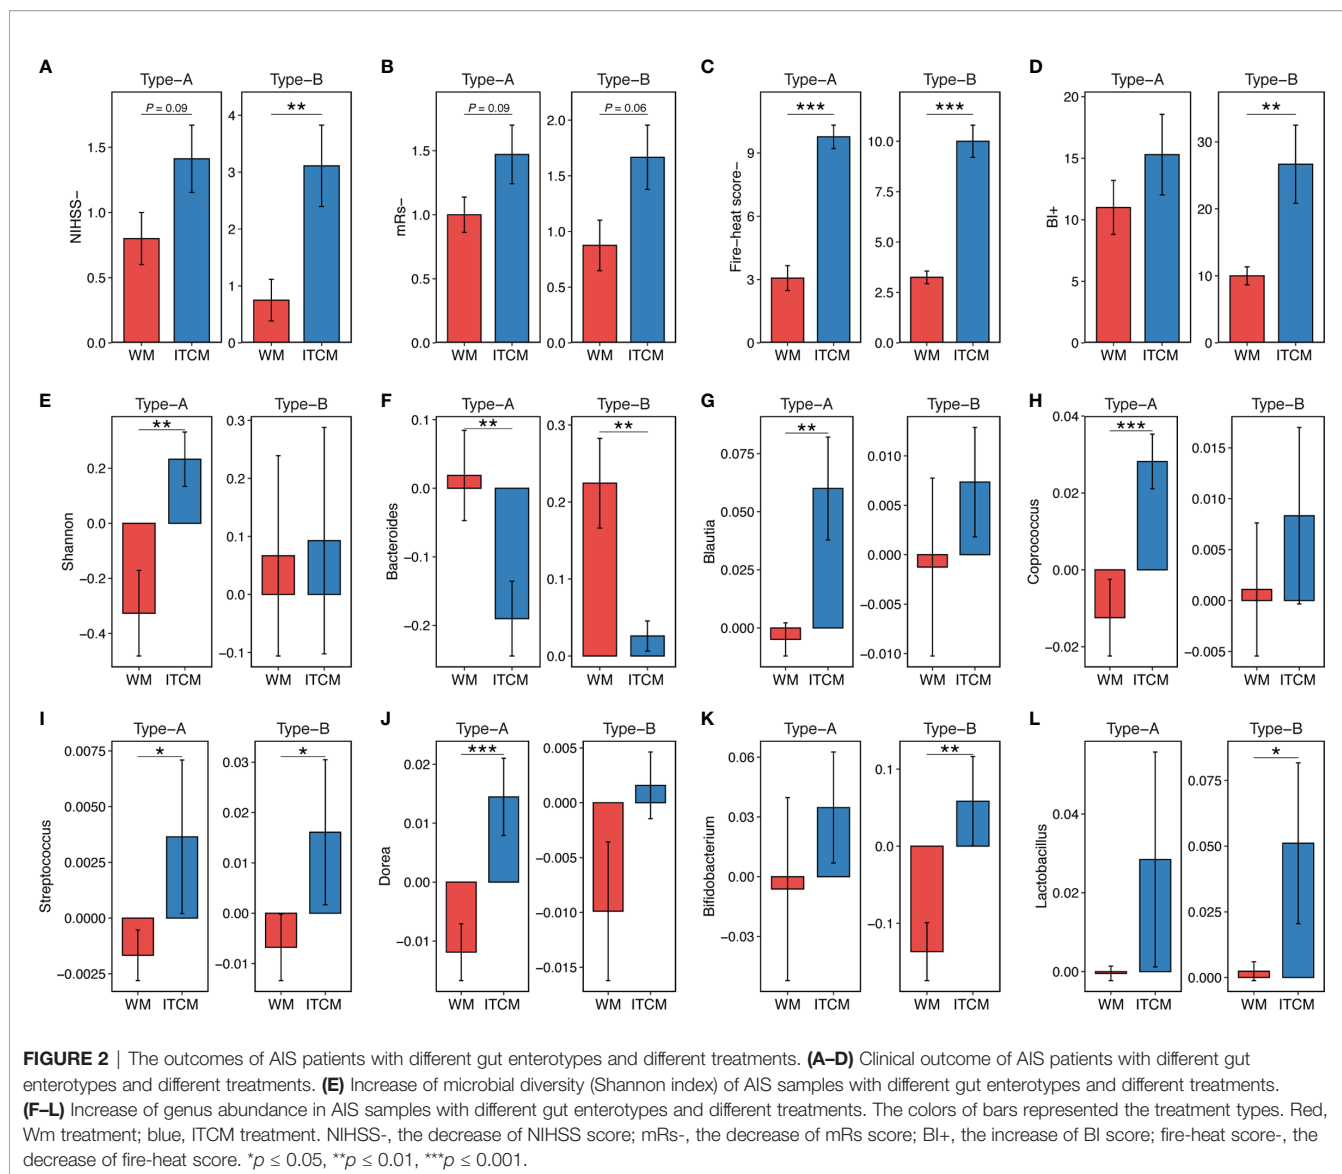 A
Type−A
Type−B
P = 0.09
**
NIHSS−
1.5
1.0
0.5
0.0
4
3
2
1
0
WM
ITCM
WM
ITCM
B
Type−A
Type−B
P = 0.09
P = 0.06
mRs−
1.5
1.0
0.5
0.0
2.0
1.5
1.0
0.5
0.0
WM
ITCM
WM
ITCM
C
Type−A
Type−B
***
***
Fire−heat score−
9
6
3
0
10.0
7.5
5.0
2.5
0.0
WM
ITCM
WM
ITCM
D
Type−A
Type−B
**
BI+
20
15
10
5
0
30
20
10
0
WM
ITCM
WM
ITCM
E
Type−A
Type−B
**
Shannon
0.2
0.0
−0.2
−0.4
0.3
0.2
0.1
0.0
−0.1
WM
ITCM
WM
ITCM
F
Type−A
Type−B
**
**
Bacteroides
0.1
0.0
−0.1
−0.2
0.3
0.2
0.1
0.0
WM
ITCM
WM
ITCM
G
Type−A
Type−B
**
Blautia
0.075
0.050
0.025
0.000
0.010
0.005
0.000
−0.005
−0.010
WM
ITCM
WM
ITCM
H
Type−A
Type−B
***
Coprococcus
0.04
0.02
0.00
−0.02
0.015
0.010
0.005
0.000
−0.005
WM
ITCM
WM
ITCM
I
Type−A
Type−B
*
*
Streptococcus
0.0075
0.0050
0.0025
0.0000
−0.0025
0.03
0.02
0.01
0.00
−0.01
WM
ITCM
WM
ITCM
J
Type−A
Type−B
***
Dorea
0.02
0.01
0.00
−0.01
0.005
0.000
−0.005
−0.010
−0.015
WM
ITCM
WM
ITCM
K
Type−A
Type−B
**
Bifidobacterium
0.06
0.03
0.00
−0.03
0.1
0.0
−0.1
WM
ITCM
WM
ITCM
L
Type−A
Type−B
*
Lactobacillus
0.04
0.02
0.00
0.075
0.050
0.025
0.000
WM
ITCM
WM
ITCM
FIGURE 2 | The outcomes of AIS patients with different gut enterotypes and different treatments. (A–D) Clinical outcome of AIS patients with different gut
enterotypes and different treatments. (E) Increase of microbial diversity (Shannon index) of AIS samples with different gut enterotypes and different treatments.
(F–L) Increase of genus abundance in AIS samples with different gut enterotypes and different treatments. The colors of bars represented the treatment types. Red,
Wm treatment; blue, ITCM treatment. NIHSS-, the decrease of NIHSS score; mRs-, the decrease of mRs score; BI+, the increase of BI score; fire-heat score-, the
decrease of fire-heat score. *p ≤ 0.05, **p ≤ 0.01, ***p ≤ 0.001.